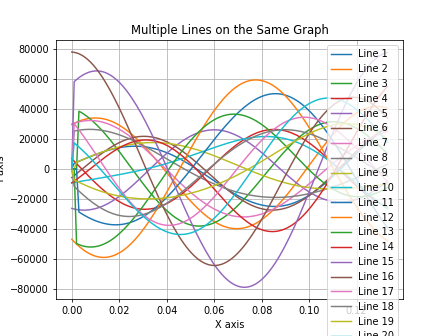 Multiple Lines on the Same Graph
80000
60000
40000
20000
0
−20000
−40000
−60000
−80000
0.00
0.02
0.04
0.06
0.08
0.10
X axis
Line 1
Line 2
Line 3
Line 4
Line 5
Line 6
Line 7
Line 8
Line 9
Line 10
Line 11
Line 12
Line 13
Line 14
Line 15
Line 16
Line 17
Line 18
Line 19
Line 20